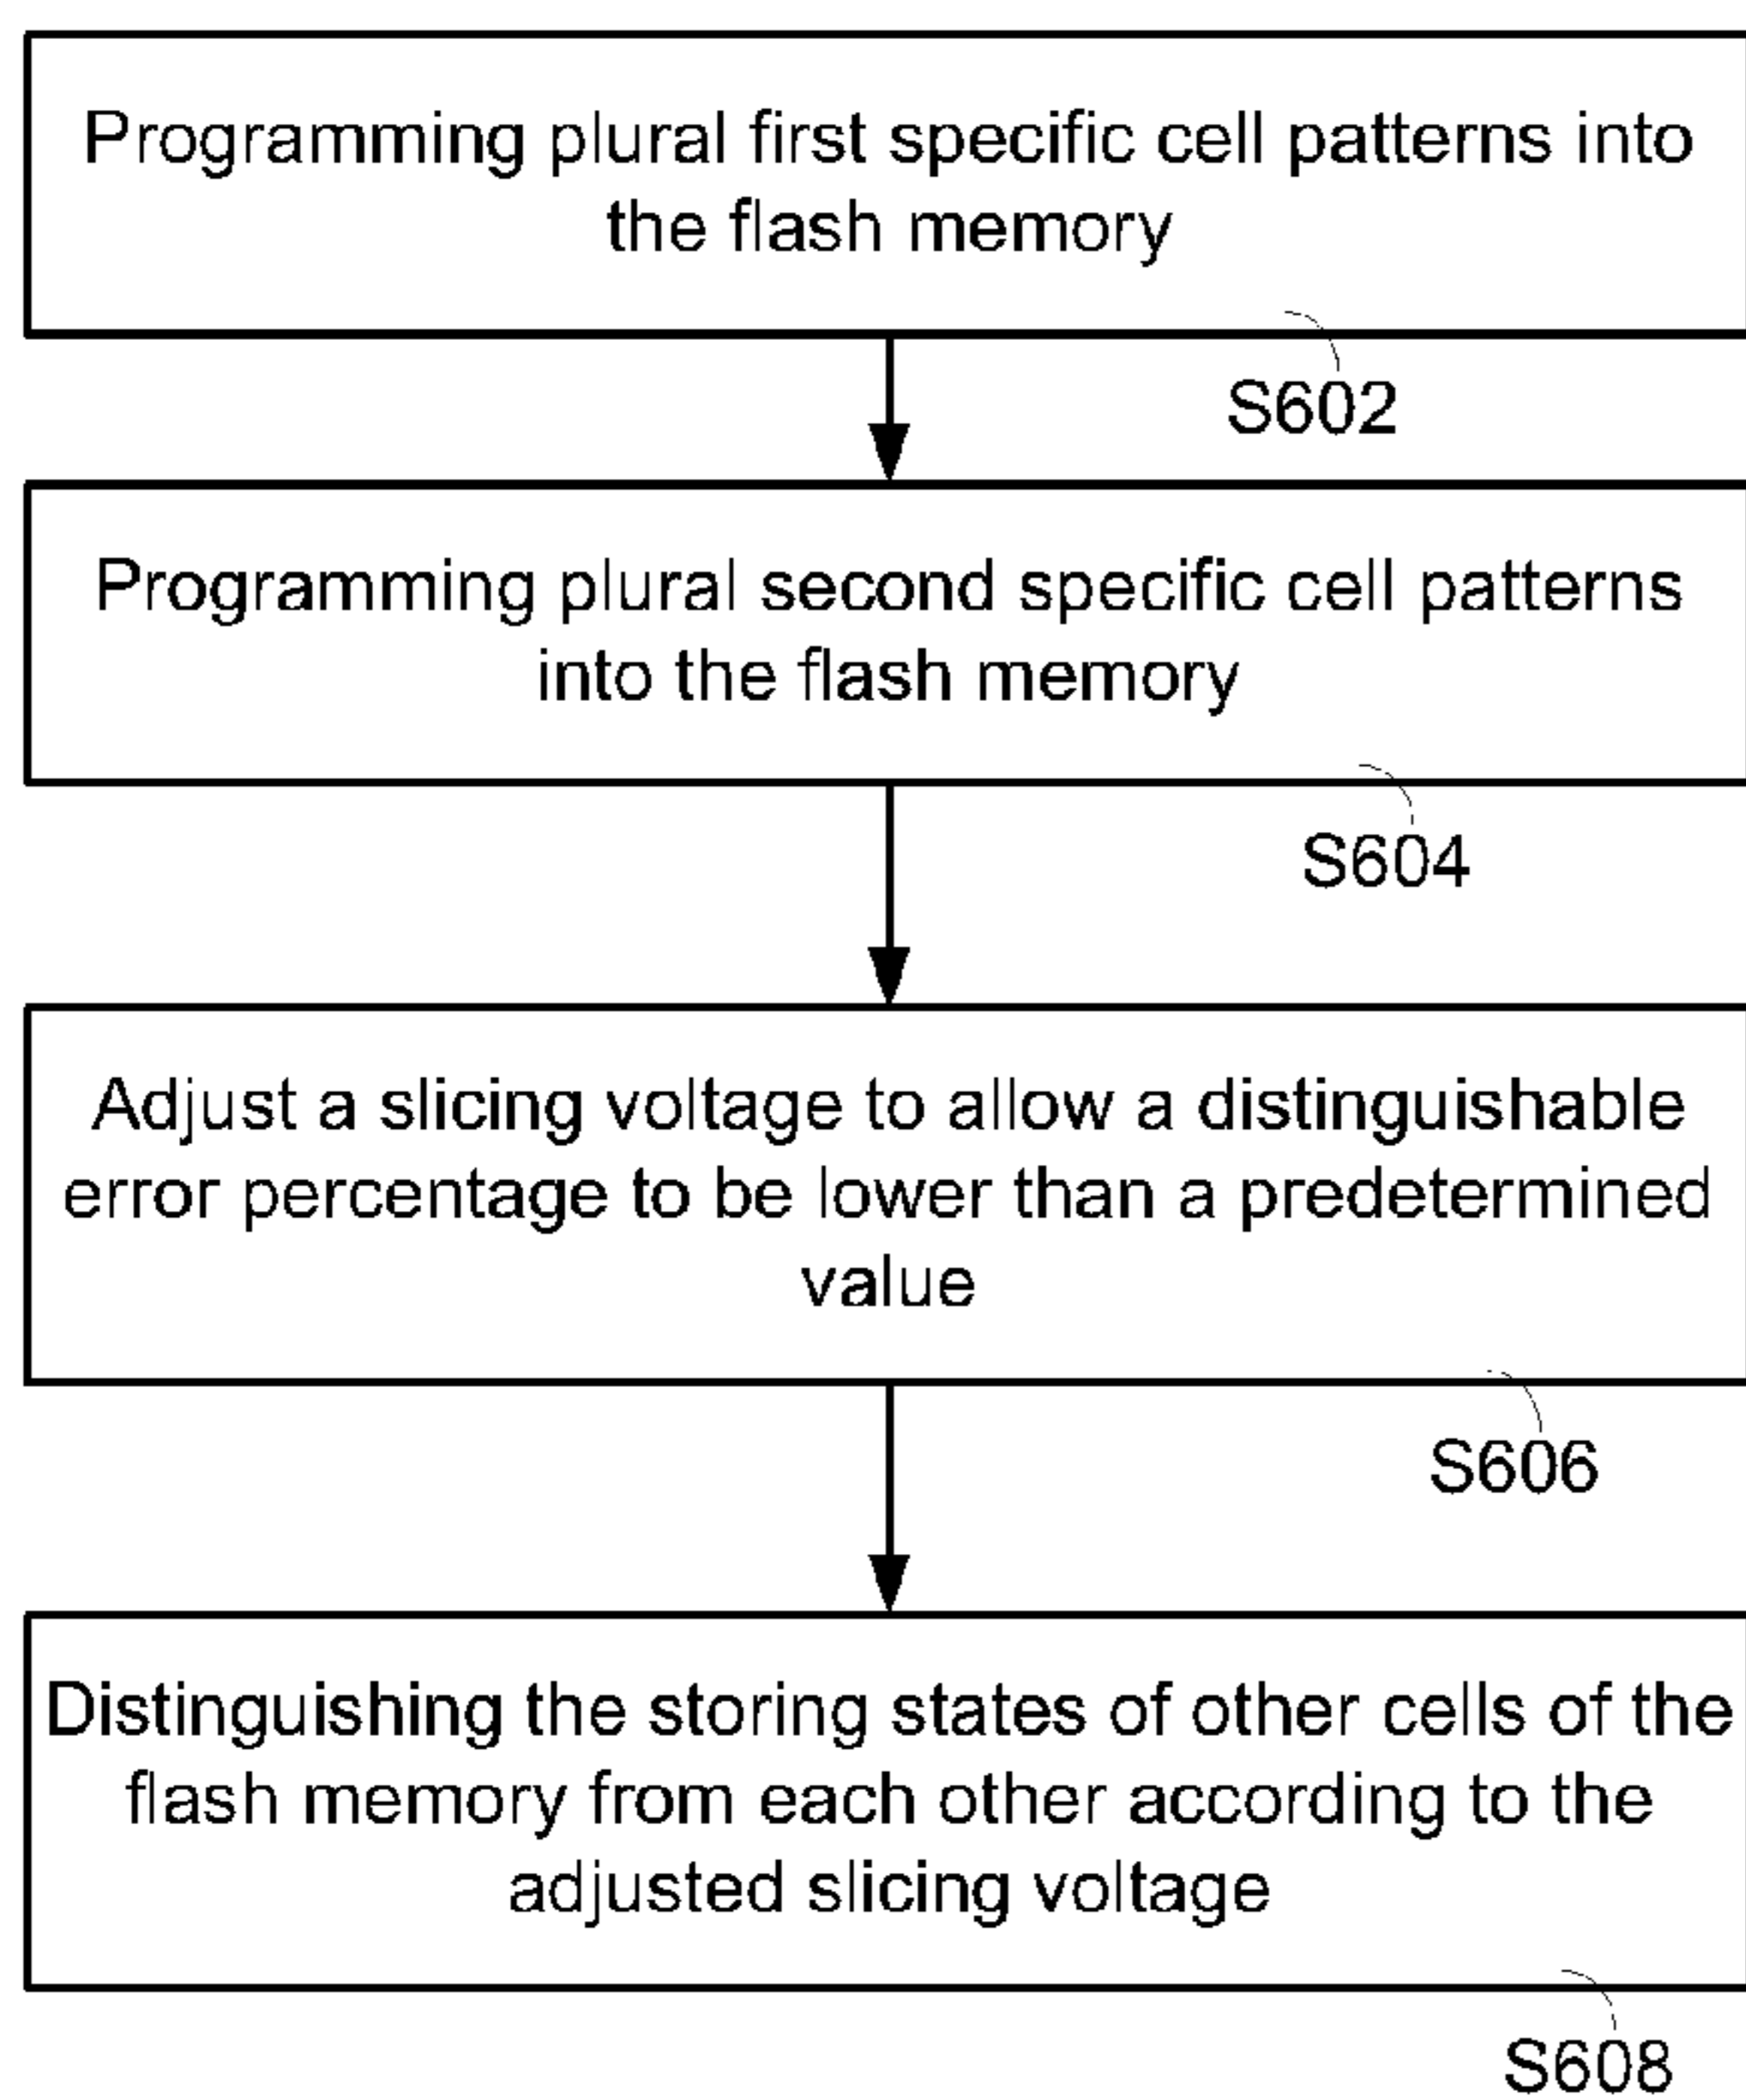 Programming plural first specific cell patterns into
the flash memory
S602
Programming plural second specific cell patterns
into the flash memory
S604
Adjust a slicing voltage to allow a distinguishable
error percentage to be lower than a predetermined
value
S606
Distinguishing the storing states of other cells of the
flash memory from each other according to the
adjusted slicing voltage
S608